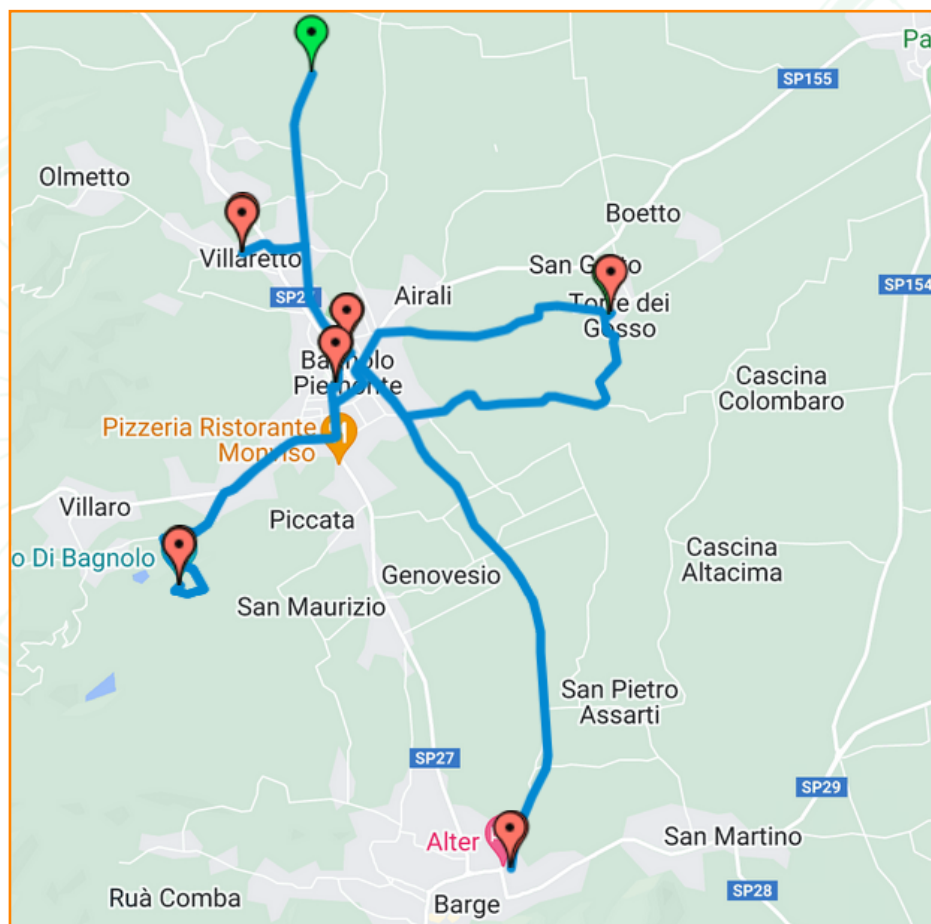 Pa
SP155
Olmetto
Boetto
Villaretto
San G
to
SP154
SP2
Airali
Torre dei
Gosso
Bagnolo
Piemonte
Cascina
Colombaro
Pizzeria Ristorante
Monviso
Villaro
Piccata
o Di Bagnolo
Cascina
Altacima
Genovesio
San Maurizio
San Pietro
Assarti
SP27
SP29
Alter
San Martino
Ruà Comba
Barge
SP28